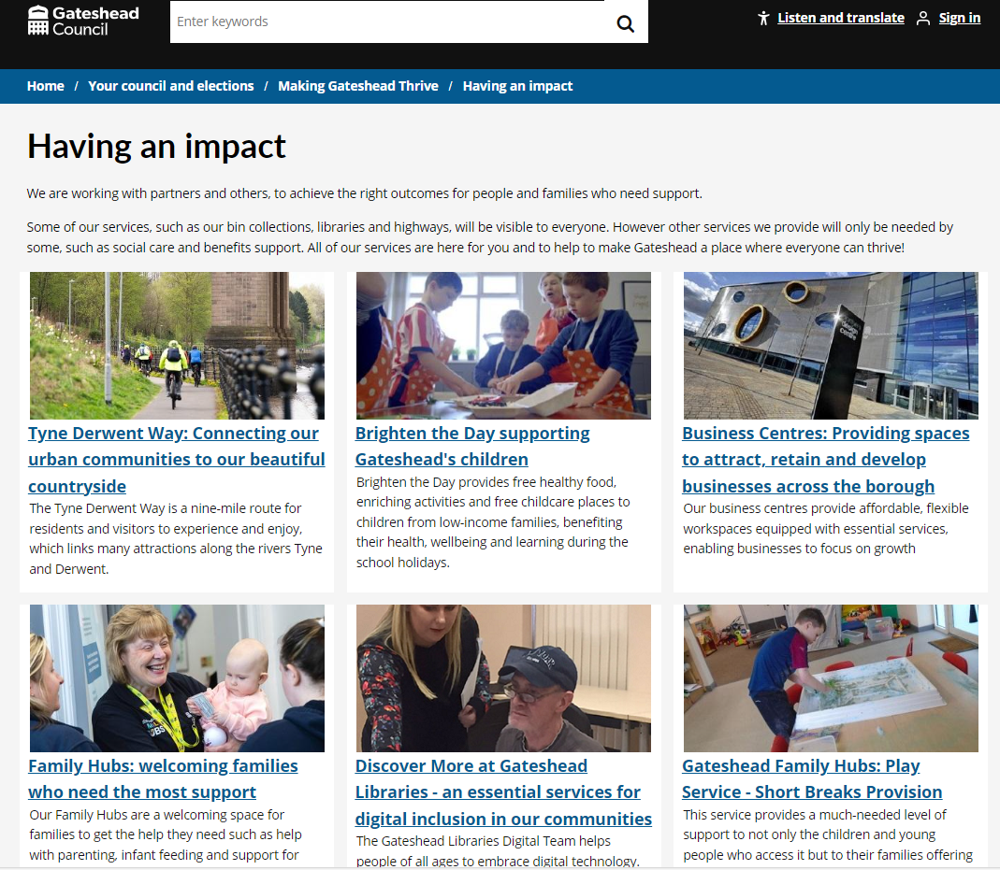 Gateshead
Council
Enter keywords
Listen and translate
Sign in
Home / Your council and elections / Making Gateshead Thrive / Having an impact
Having an impact
We are working with partners and others, to achieve the right outcomes for people and families who need support.
Some of our services, such as our bin collections, libraries and highways, will be visible to everyone. However other services we provide will only be needed by
some, such as social care and benefits support. All of our services are here for you and to help to make Gateshead a place where everyone can thrive!
Tyne Derwent Way: Connecting our
urban communities to our beautiful
countryside
The Tyne Derwent Way is a nine-mile route for
residents and visitors to experience and enjoy,
which links many attractions along the rivers Tyne
and Derwent.
Brighten the Day supporting
Gateshead's children
Brighten the Day provides free healthy food,
enriching activities and free childcare places to
children from low-income families, benefiting
their health, wellbeing and learning during the
school holidays.
design
centre
Business Centres: Providing spaces
to attract, retain and develop
businesses across the borough
Our business centres provide affordable, flexible
workspaces equipped with essential services,
enabling businesses to focus on growth
Family Hubs: welcoming families
who need the most support
Our Family Hubs are a welcoming space for
families to get the help they need such as help
with parenting, infant feeding and support for
Discover More at Gateshead
Libraries - an essential services for
digital inclusion in our communities
The Gateshead Libraries Digital Team helps
people of all ages to embrace digital technology.
Gateshead Family Hubs: Play
Service - Short Breaks Provision
This service provides a much-needed level of
support to not only the children and young
people who access it but to their families offering